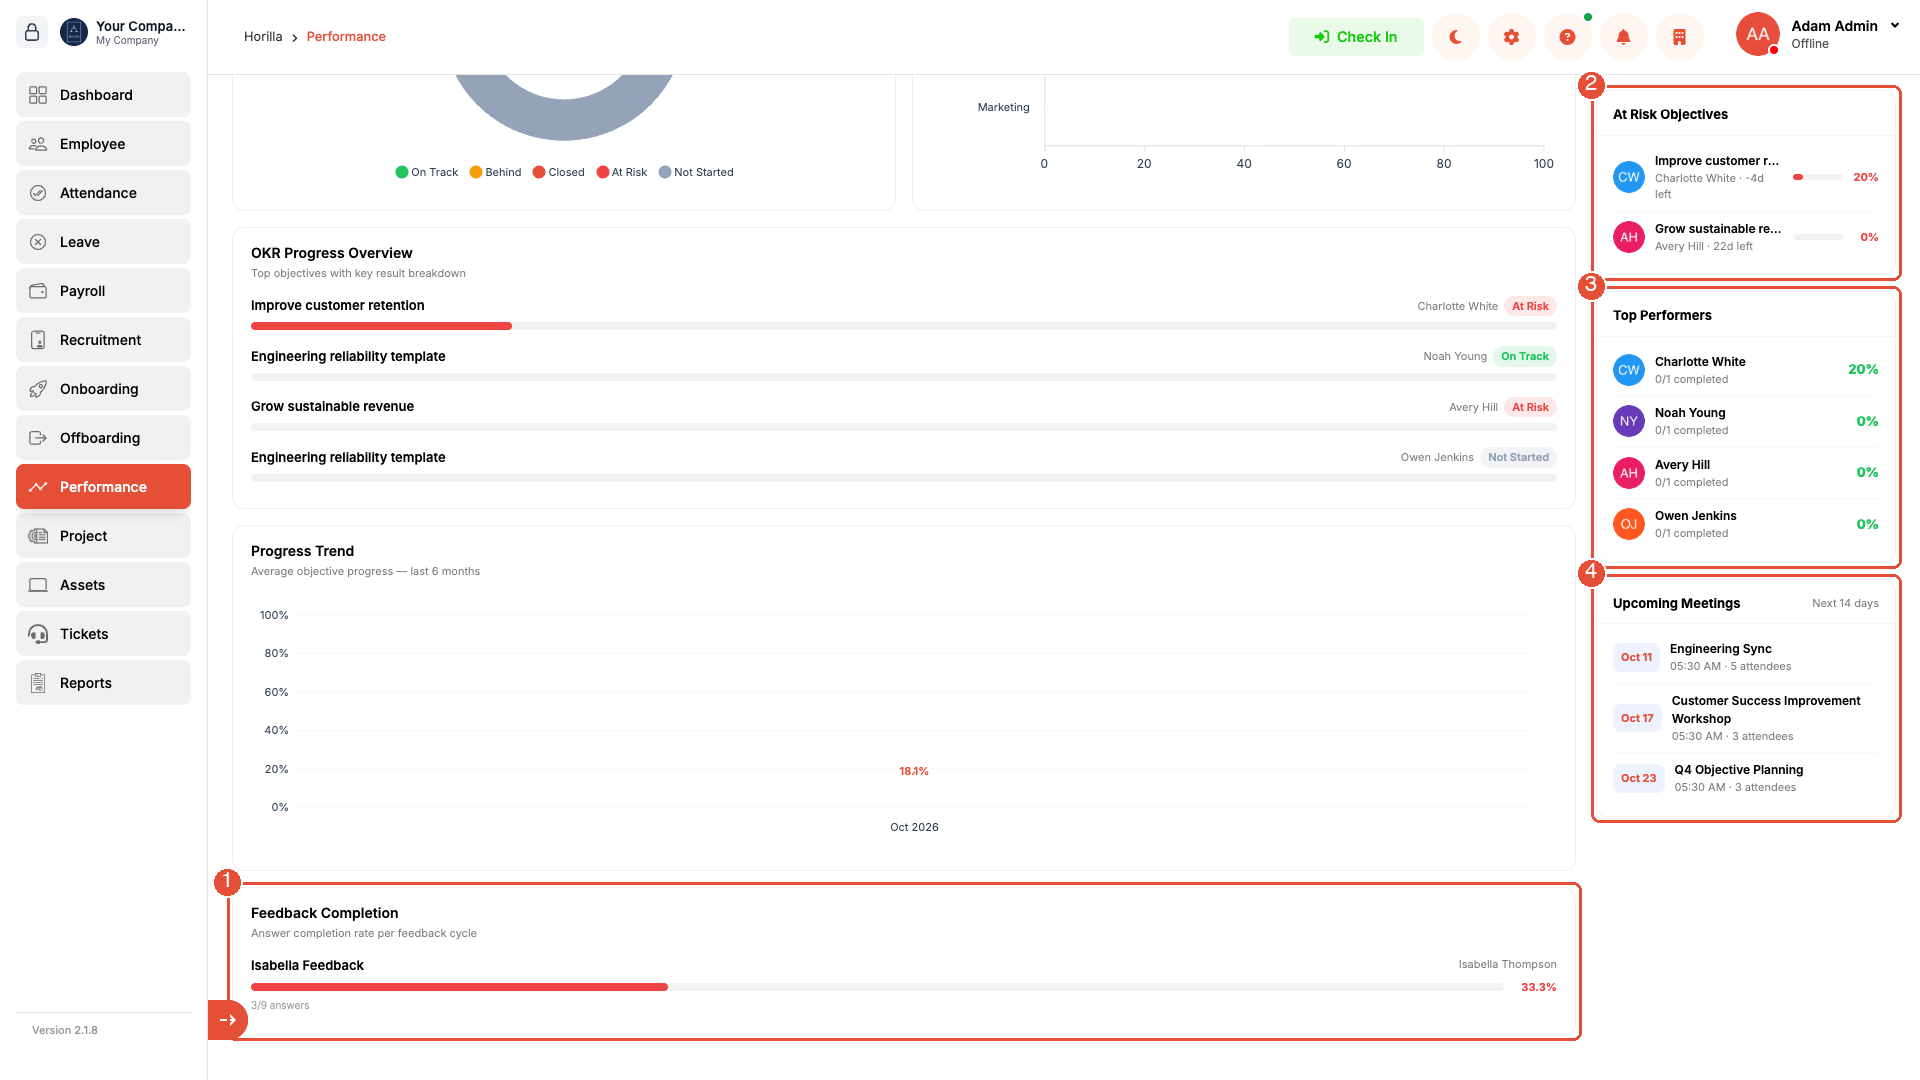 Your Compa...
My Company
Dashboard
Employee
Attendance
Leave
Payroll
Recruitment
Onboarding
Offboarding
Performance
Project
Assets
Tickets
Reports
Version 2.1.8
Horilla
Performance
Check In
AA
Adam Admin
Offline
On Track
Behind
Closed
At Risk
Not Started
Marketing
0
20
40
60
80
100
OKR Progress Overview
Top objectives with key result breakdown
Improve customer retention
Charlotte White
At Risk
Engineering reliability template
Noah Young
On Track
Grow sustainable revenue
Avery Hill
At Risk
Engineering reliability template
Owen Jenkins
Not Started
Progress Trend
Average objective progress — last 6 months
100%
80%
60%
40%
20%
0%
18.1%
Oct 2026
1
Feedback Completion
Answer completion rate per feedback cycle
Isabella Feedback
Isabella Thompson
33.3%
3/9 answers
2
At Risk Objectives
CW
Improve customer r...
Charlotte White · -4d
left
20%
AH
Grow sustainable re...
Avery Hill · 22d left
0%
3
Top Performers
CW
Charlotte White
0/1 completed
20%
NY
Noah Young
0/1 completed
0%
AH
Avery Hill
0/1 completed
0%
OJ
Owen Jenkins
0/1 completed
0%
4
Upcoming Meetings
Next 14 days
Oct 11
Engineering Sync
05:30 AM · 5 attendees
Oct 17
Customer Success Improvement
Workshop
05:30 AM · 3 attendees
Oct 23
Q4 Objective Planning
05:30 AM · 3 attendees